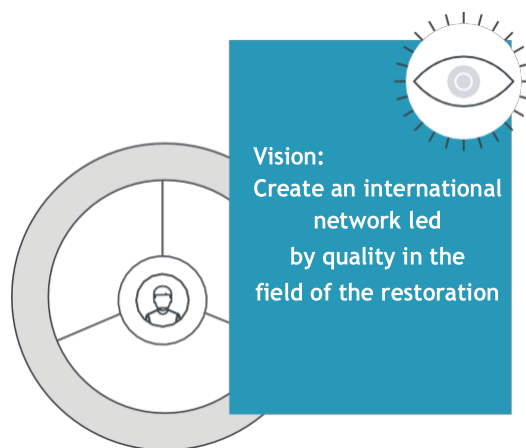 Vision:
Create an international
network led
by quality in the
field of the restoration